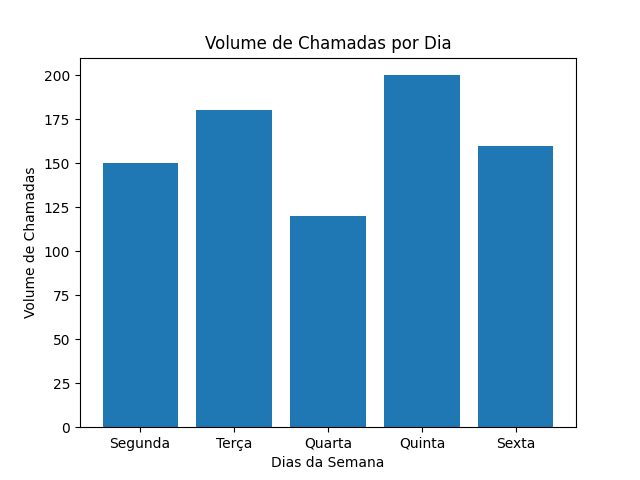 Volume de Chamadas por Dia
Volume de Chamadas
200
175
150
125
100
75
50
25
0
Segunda Terça Quarta Quinta Sexta
Dias da Semana